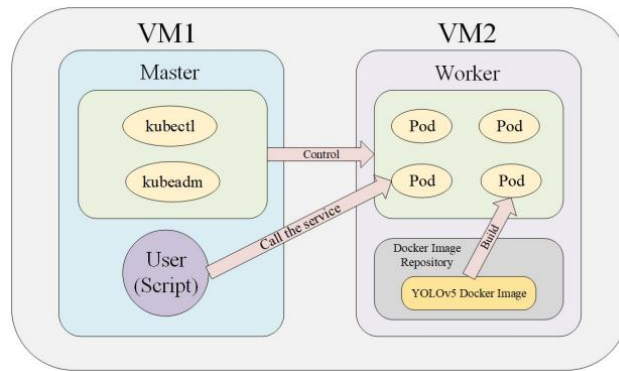 VM1
VM2
Master
Worker
kubectl
kubeadm
Control
Pod
Pod
Pod
Pod
Call the service
User
(Script)
Build
Docker Image
Repository
YOLOv5 Docker Image